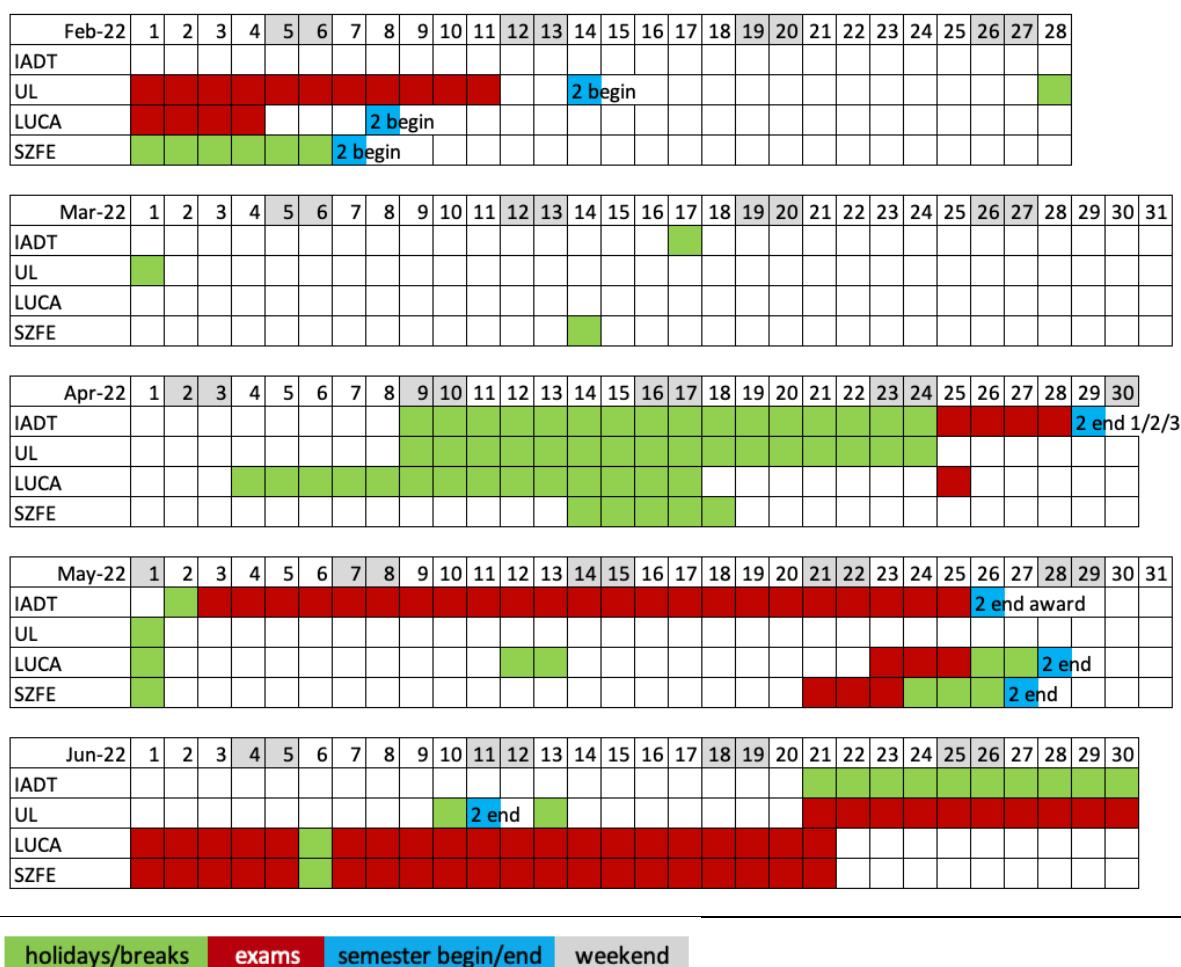 Feb-22 1 2 3 4 5 6 7 8 9 10 11 12 13 14 15 16 17 18 19 20 21 22 23 24 25 26 27 28
IADT
UL 2 begin
LUCA 2 begin
SZFE 2 begin
Mar-22 1 2 3 4 5 6 7 8 9 10 11 12 13 14 15 16 17 18 19 20 21 22 23 24 25 26 27 28 29 30 31
IADT
UL
LUCA
SZFE
Apr-22 1 2 3 4 5 6 7 8 9 10 11 12 13 14 15 16 17 18 19 20 21 22 23 24 25 26 27 28 29 30
IADT 2 end 1/2/3
UL
LUCA
SZFE
May-22 1 2 3 4 5 6 7 8 9 10 11 12 13 14 15 16 17 18 19 20 21 22 23 24 25 26 27 28 29 30 31
IADT 2 end award
UL
LUCA 2 end
SZFE 2 end
Jun-22 1 2 3 4 5 6 7 8 9 10 11 12 13 14 15 16 17 18 19 20 21 22 23 24 25 26 27 28 29 30
IADT
UL 2 end
LUCA
SZFE
holidays/breaks exams semester begin/end weekend